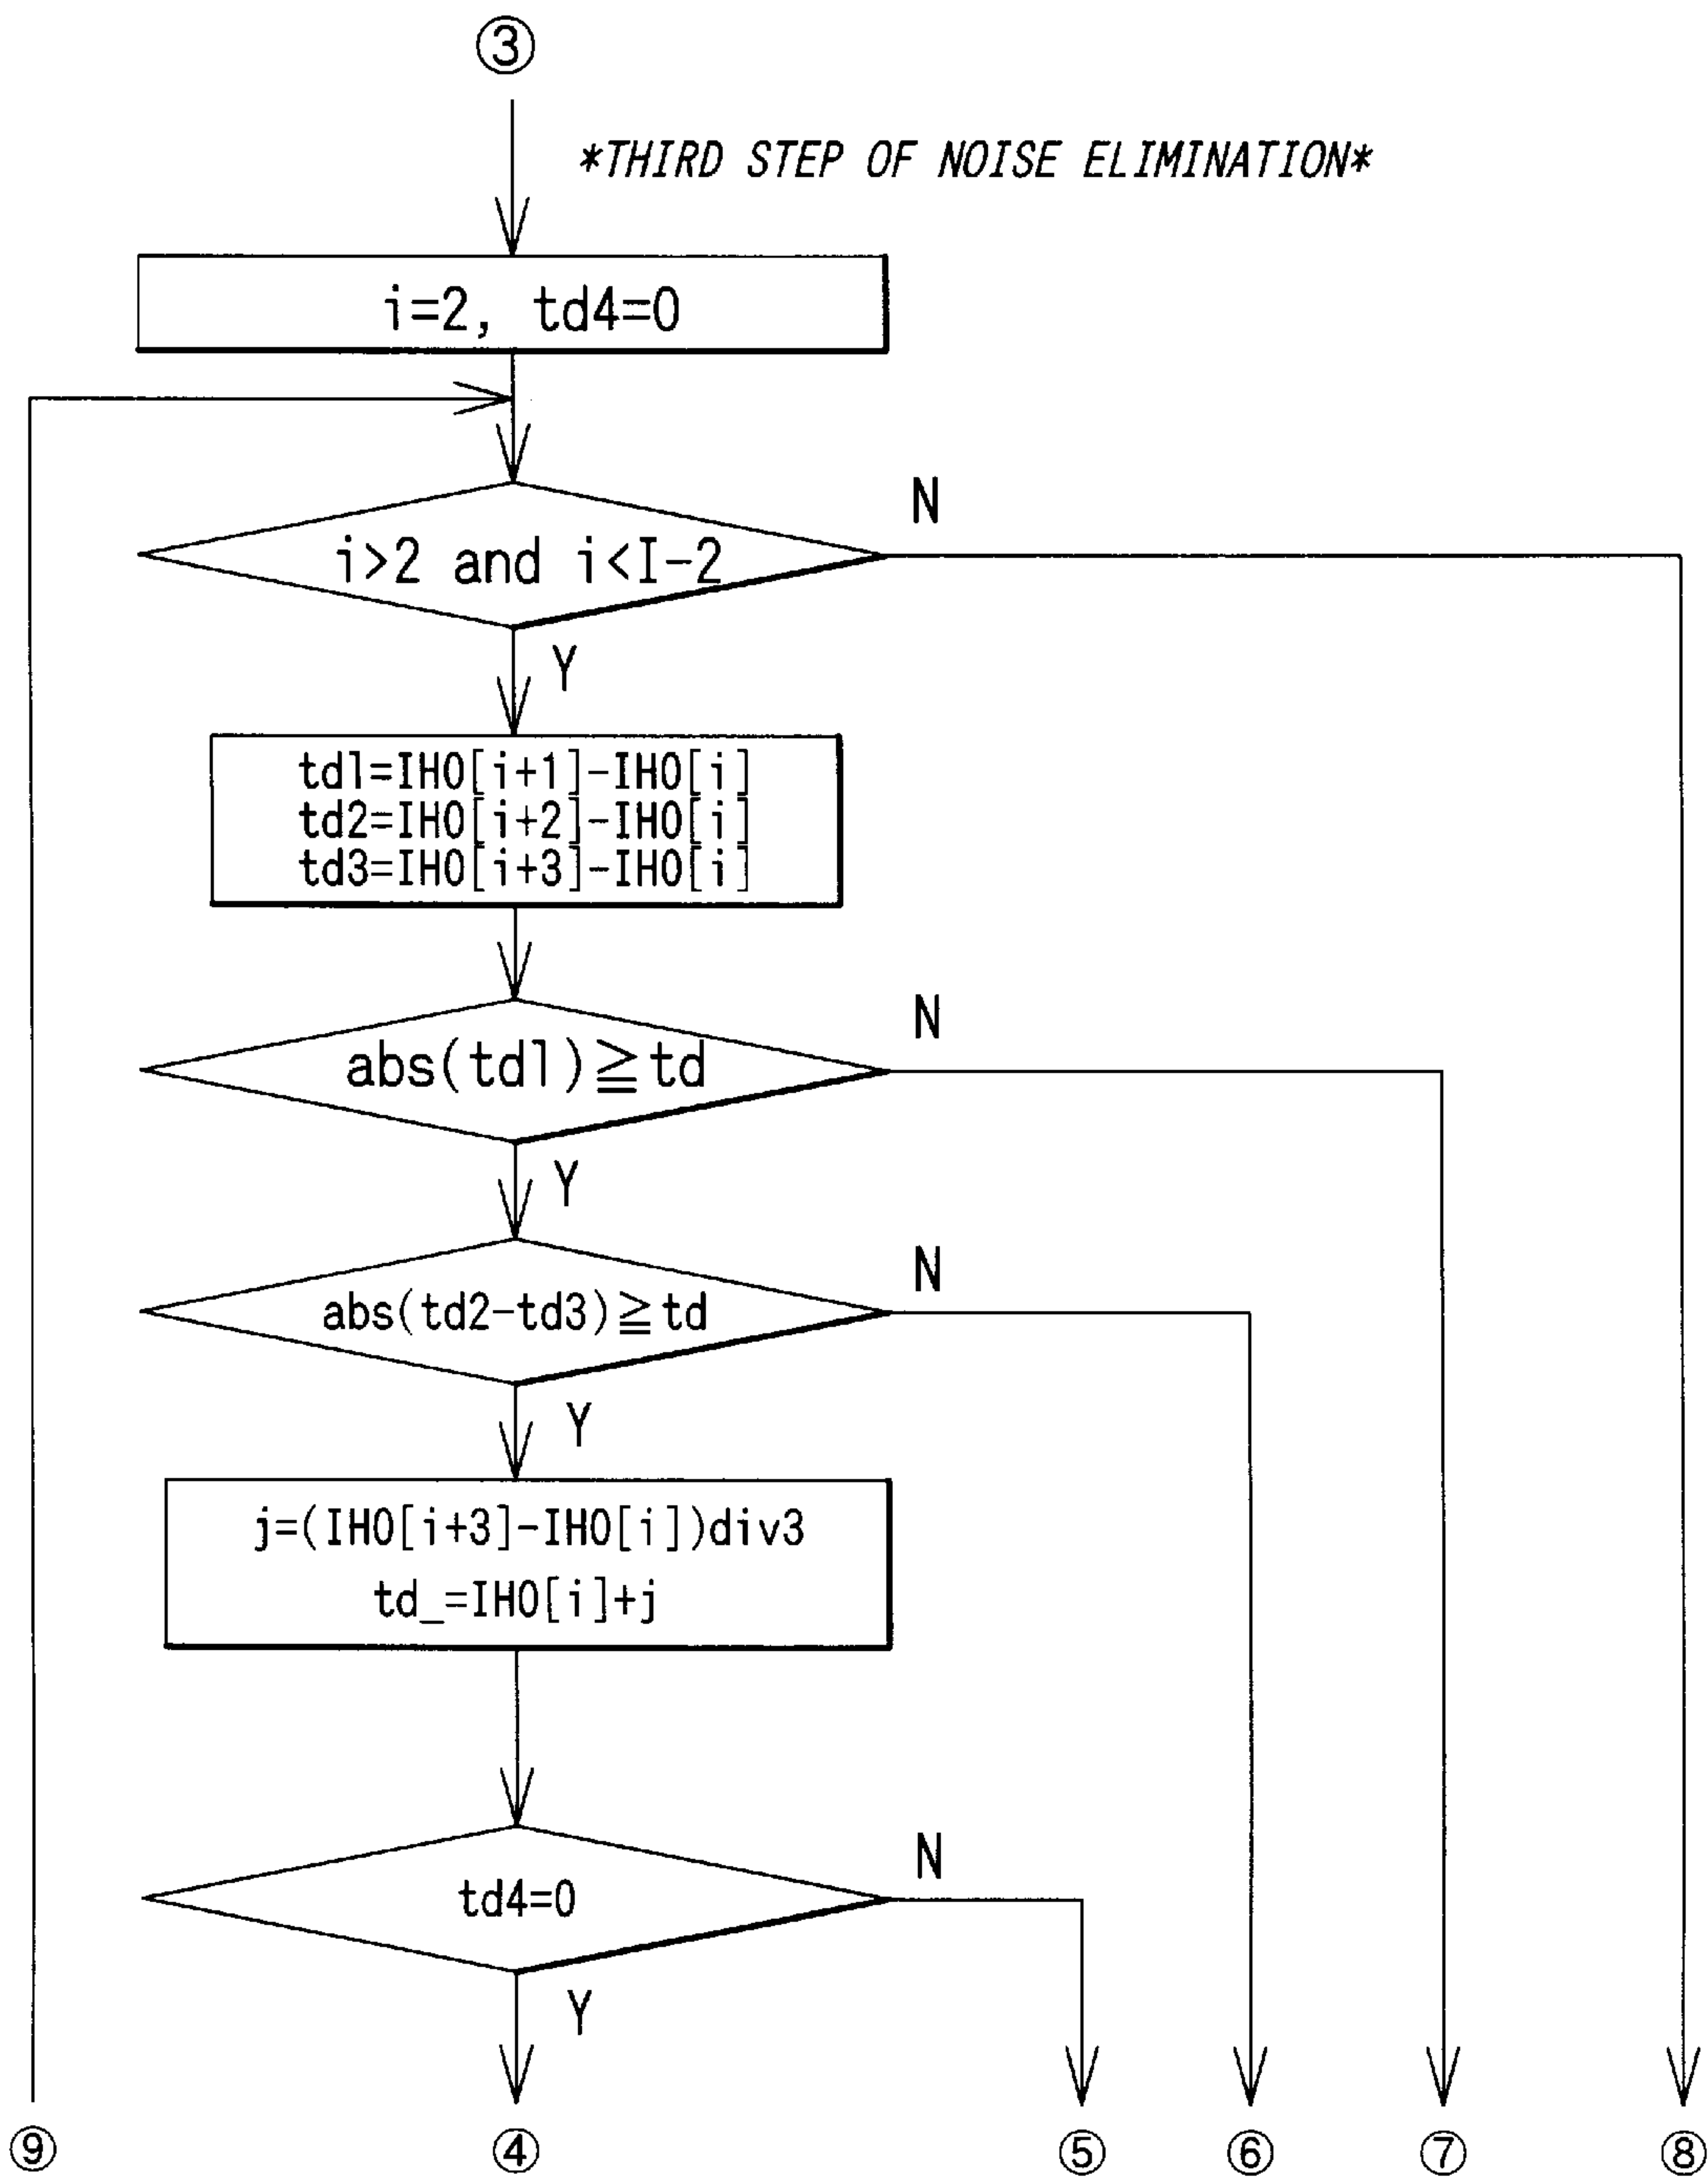 ③
*THIRD STEP OF NOISE ELIMINATION*
i=2, td4=0
N
i>2 and i<I-2
Y
td1=IH0[i+1]-IH0[i]
td2=IH0[i+2]-IH0[i]
td3=IH0[i+3]-IH0[i]
N
abs(td1)≧td
Y
N
abs(td2-td3)≧td
Y
j=(IH0[i+3]-IH0[i])div3
td_=IH0[i]+j
N
td4=0
Y
⑨ ④ ⑤ ⑥ ⑦ ⑧